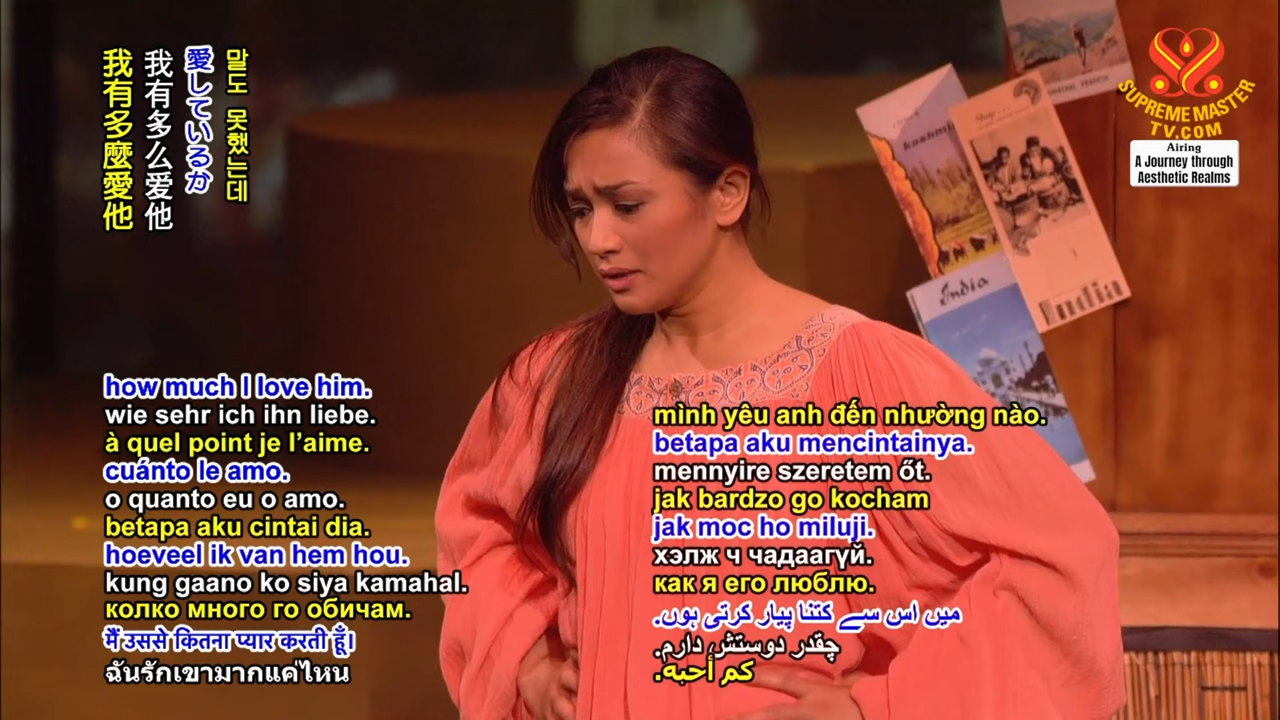 我有多麼愛他
我有多么爱他
愛しているか
말도 못했는데
how much I love him.
wie sehr ich ihn liebe.
à quel point je l’aime.
cuánto le amo.
o quanto eu o amo.
betapa aku cintai dia.
hoeveel ik van hem hou.
kung gaano ko siya kamahal.
колко много го обичам.
मैं उससे कितना प्यार करती हूँ।
ฉันรักเขามากแค่ไหน
mình yêu anh đến nhường nào.
betapa aku mencintainya.
mennyire szeretem őt.
jak bardzo go kocham
jak moc ho miluji.
хэлж ч чадаагүй.
как я его люблю.
میں اس سے کتنا پیار کرتی ہوں.
چقدر دوستش دارم.
كم أحبه.
SUPREME MASTER
TV.COM
Airing
A Journey through
Aesthetic Realms
kashmir
India
India